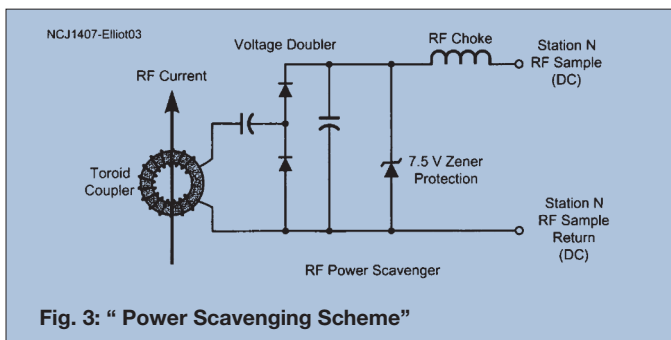 NCJ1407-Elliot03
Voltage Doubler
RF Choke
Station N
RF Sample
(DC)
RF Current
Toroid
Coupler
7.5 V Zener
Protection
Station N
RF Sample
Return
(DC)
RF Power Scavenger
Fig. 3: “ Power Scavenging Scheme”